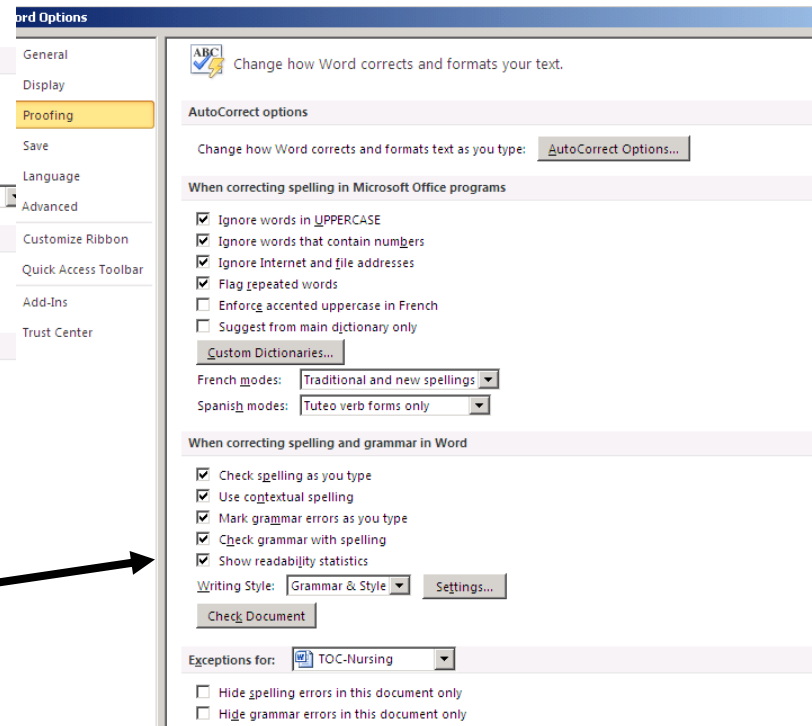 ord Options
General
Display
Proofing
Save
Language
Advanced
Customize Ribbon
Quick Access Toolbar
Add-Ins
Trust Center
ABC
Change how Word corrects and formats your text.
AutoCorrect options
Change how Word corrects and formats text as you type: AutoCorrect Options...
When correcting spelling in Microsoft Office programs
Ignore words in UPPERCASE
Ignore words that contain numbers
Ignore Internet and file addresses
Flag repeated words
Enforce accented uppercase in French
Suggest from main dictionary only
Custom Dictionaries...
French modes: Traditional and new spellings
Spanish modes: Tuteo verb forms only
When correcting spelling and grammar in Word
Check spelling as you type
Use contextual spelling
Mark grammar errors as you type
Check grammar with spelling
Show readability statistics
Writing Style: Grammar & Style Settings...
Check Document
Exceptions for: TOC-Nursing
Hide spelling errors in this document only
Hide grammar errors in this document only